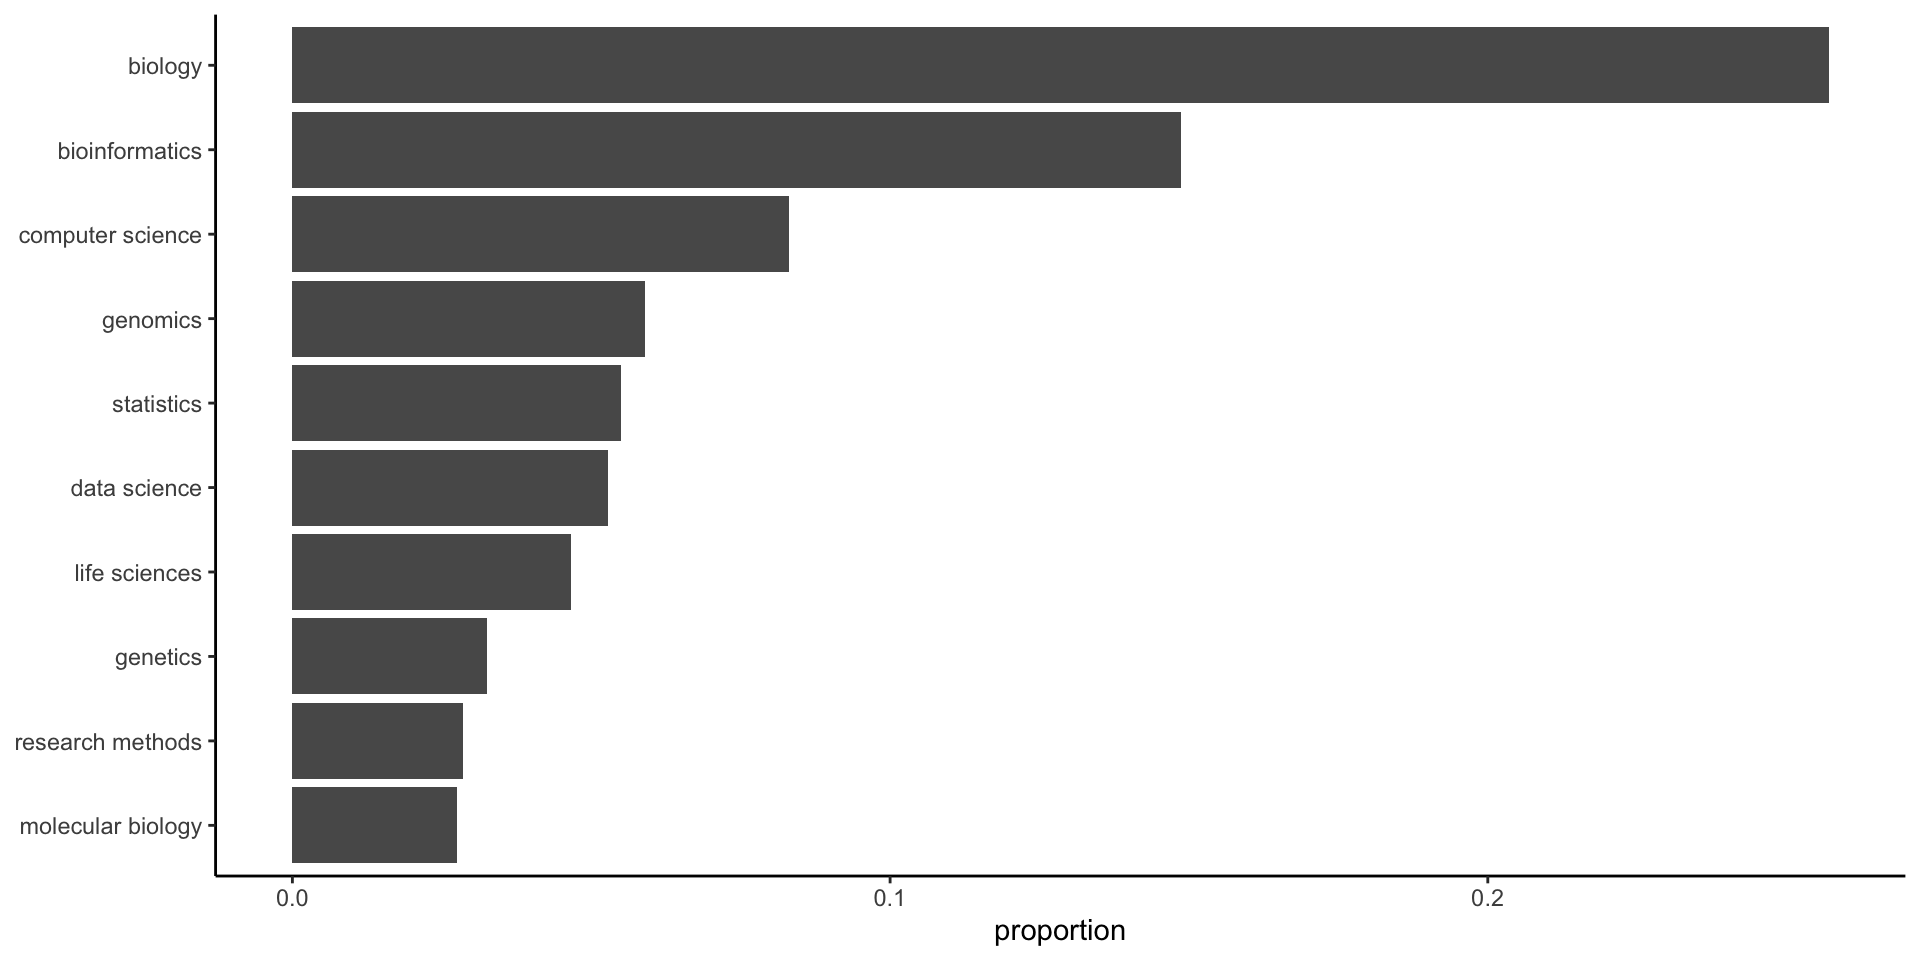 biology
bioinformatics
computer science
genomics
statistics
data science
life sciences
genetics
research methods
molecular biology
0.0 0.1 0.2
proportion